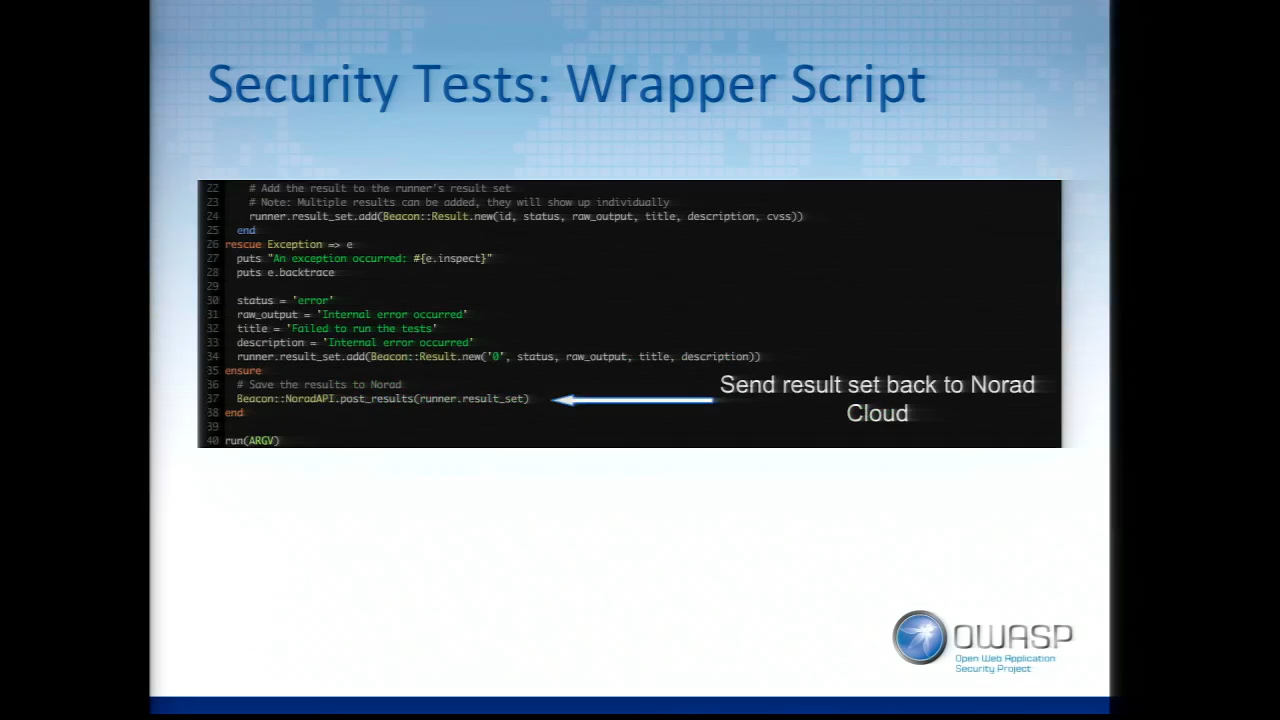 Security Tests: Wrapper Script
22 # Add the result to the runner's result set
23 # Note: Multiple results can be added, they will show up individually
24 runner.result_set.add(Beacon::Result.new(id, status, raw_output, title, description, cvss))
25 end
26 rescue Exception => e
27 puts "An exception occurred: #{e.inspect}"
28 puts e.backtrace
29
30 status = 'error'
31 raw_output = 'Internal error occurred'
32 title = 'Failed to run the tests'
33 description = 'Internal error occurred'
34 runner.result_set.add(Beacon::Result.new('0', status, raw_output, title, description))
35 ensure
36 # Save the results to Norad
37 Beacon::NoradAPI.post_results(runner.result_set)
38 end
39
40 run(ARGV)
Send result set back to Norad
Cloud
OWASP
Open Web Application
Security Project